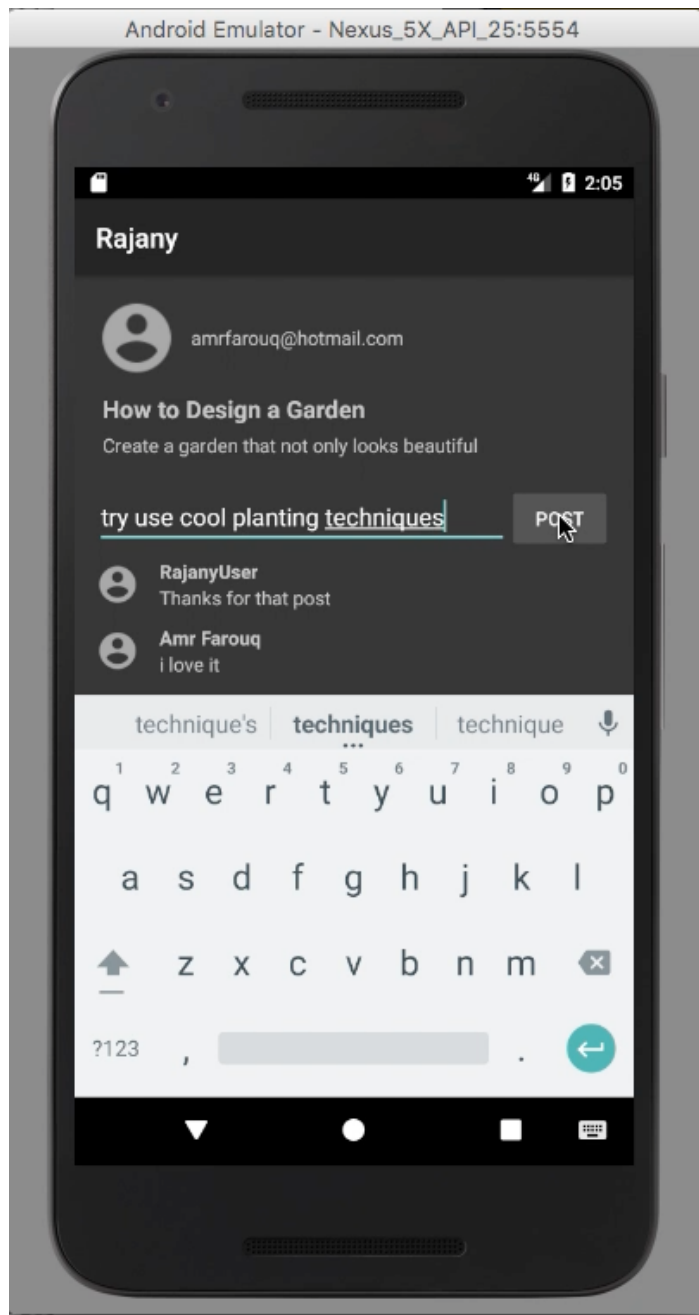 Android Emulator - Nexus_5X_API_25:5554
4G 2:05
Rajany
amrfarouq@hotmail.com
How to Design a Garden
Create a garden that not only looks beautiful
try use cool planting techniques POST
RajanyUser
Thanks for that post
Amr Farouq
i love it
technique's techniques technique
1 2 3 4 5 6 7 8 9 0
q w e r t y u i o p
a s d f g h j k l
z x c v b n m
?123 , .